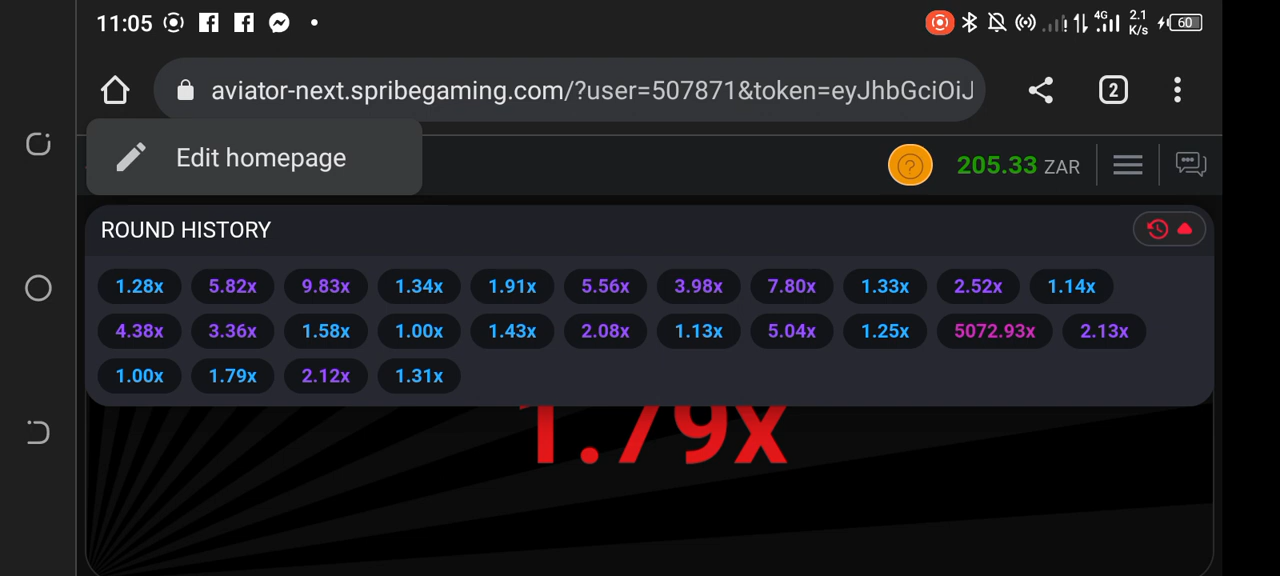 11:05 4G 2.1 K/s 60
aviator-next.spribegaming.com/?user=507871&token=eyJhbGciOiJ 2
Edit homepage
205.33 ZAR
ROUND HISTORY
1.28x 5.82x 9.83x 1.34x 1.91x 5.56x 3.98x 7.80x 1.33x 2.52x 1.14x
4.38x 3.36x 1.58x 1.00x 1.43x 2.08x 1.13x 5.04x 1.25x 5072.93x 2.13x
1.00x 1.79x 2.12x 1.31x
1.79x